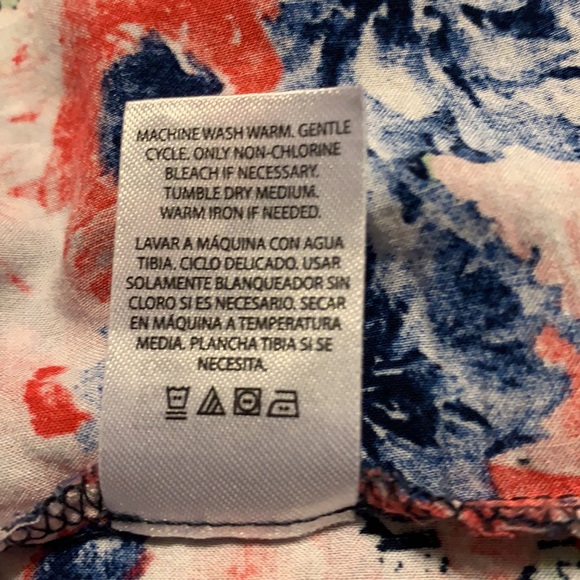 MACHINE WASH WARM. GENTLE
CYCLE. ONLY NON-CHLORINE
BLEACH IF NECESSARY.
TUMBLE DRY MEDIUM.
WARM IRON IF NEEDED.
LAVAR A MÁQUINA CON AGUA
TIBIA. CICLO DELICADO. USAR
SOLAMENTE BLANQUEADOR SIN
CLORO SI ES NECESARIO. SECAR
EN MÁQUINA A TEMPERATURA
MEDIA. PLANCHA TIBIA SI SE
NECESITA.